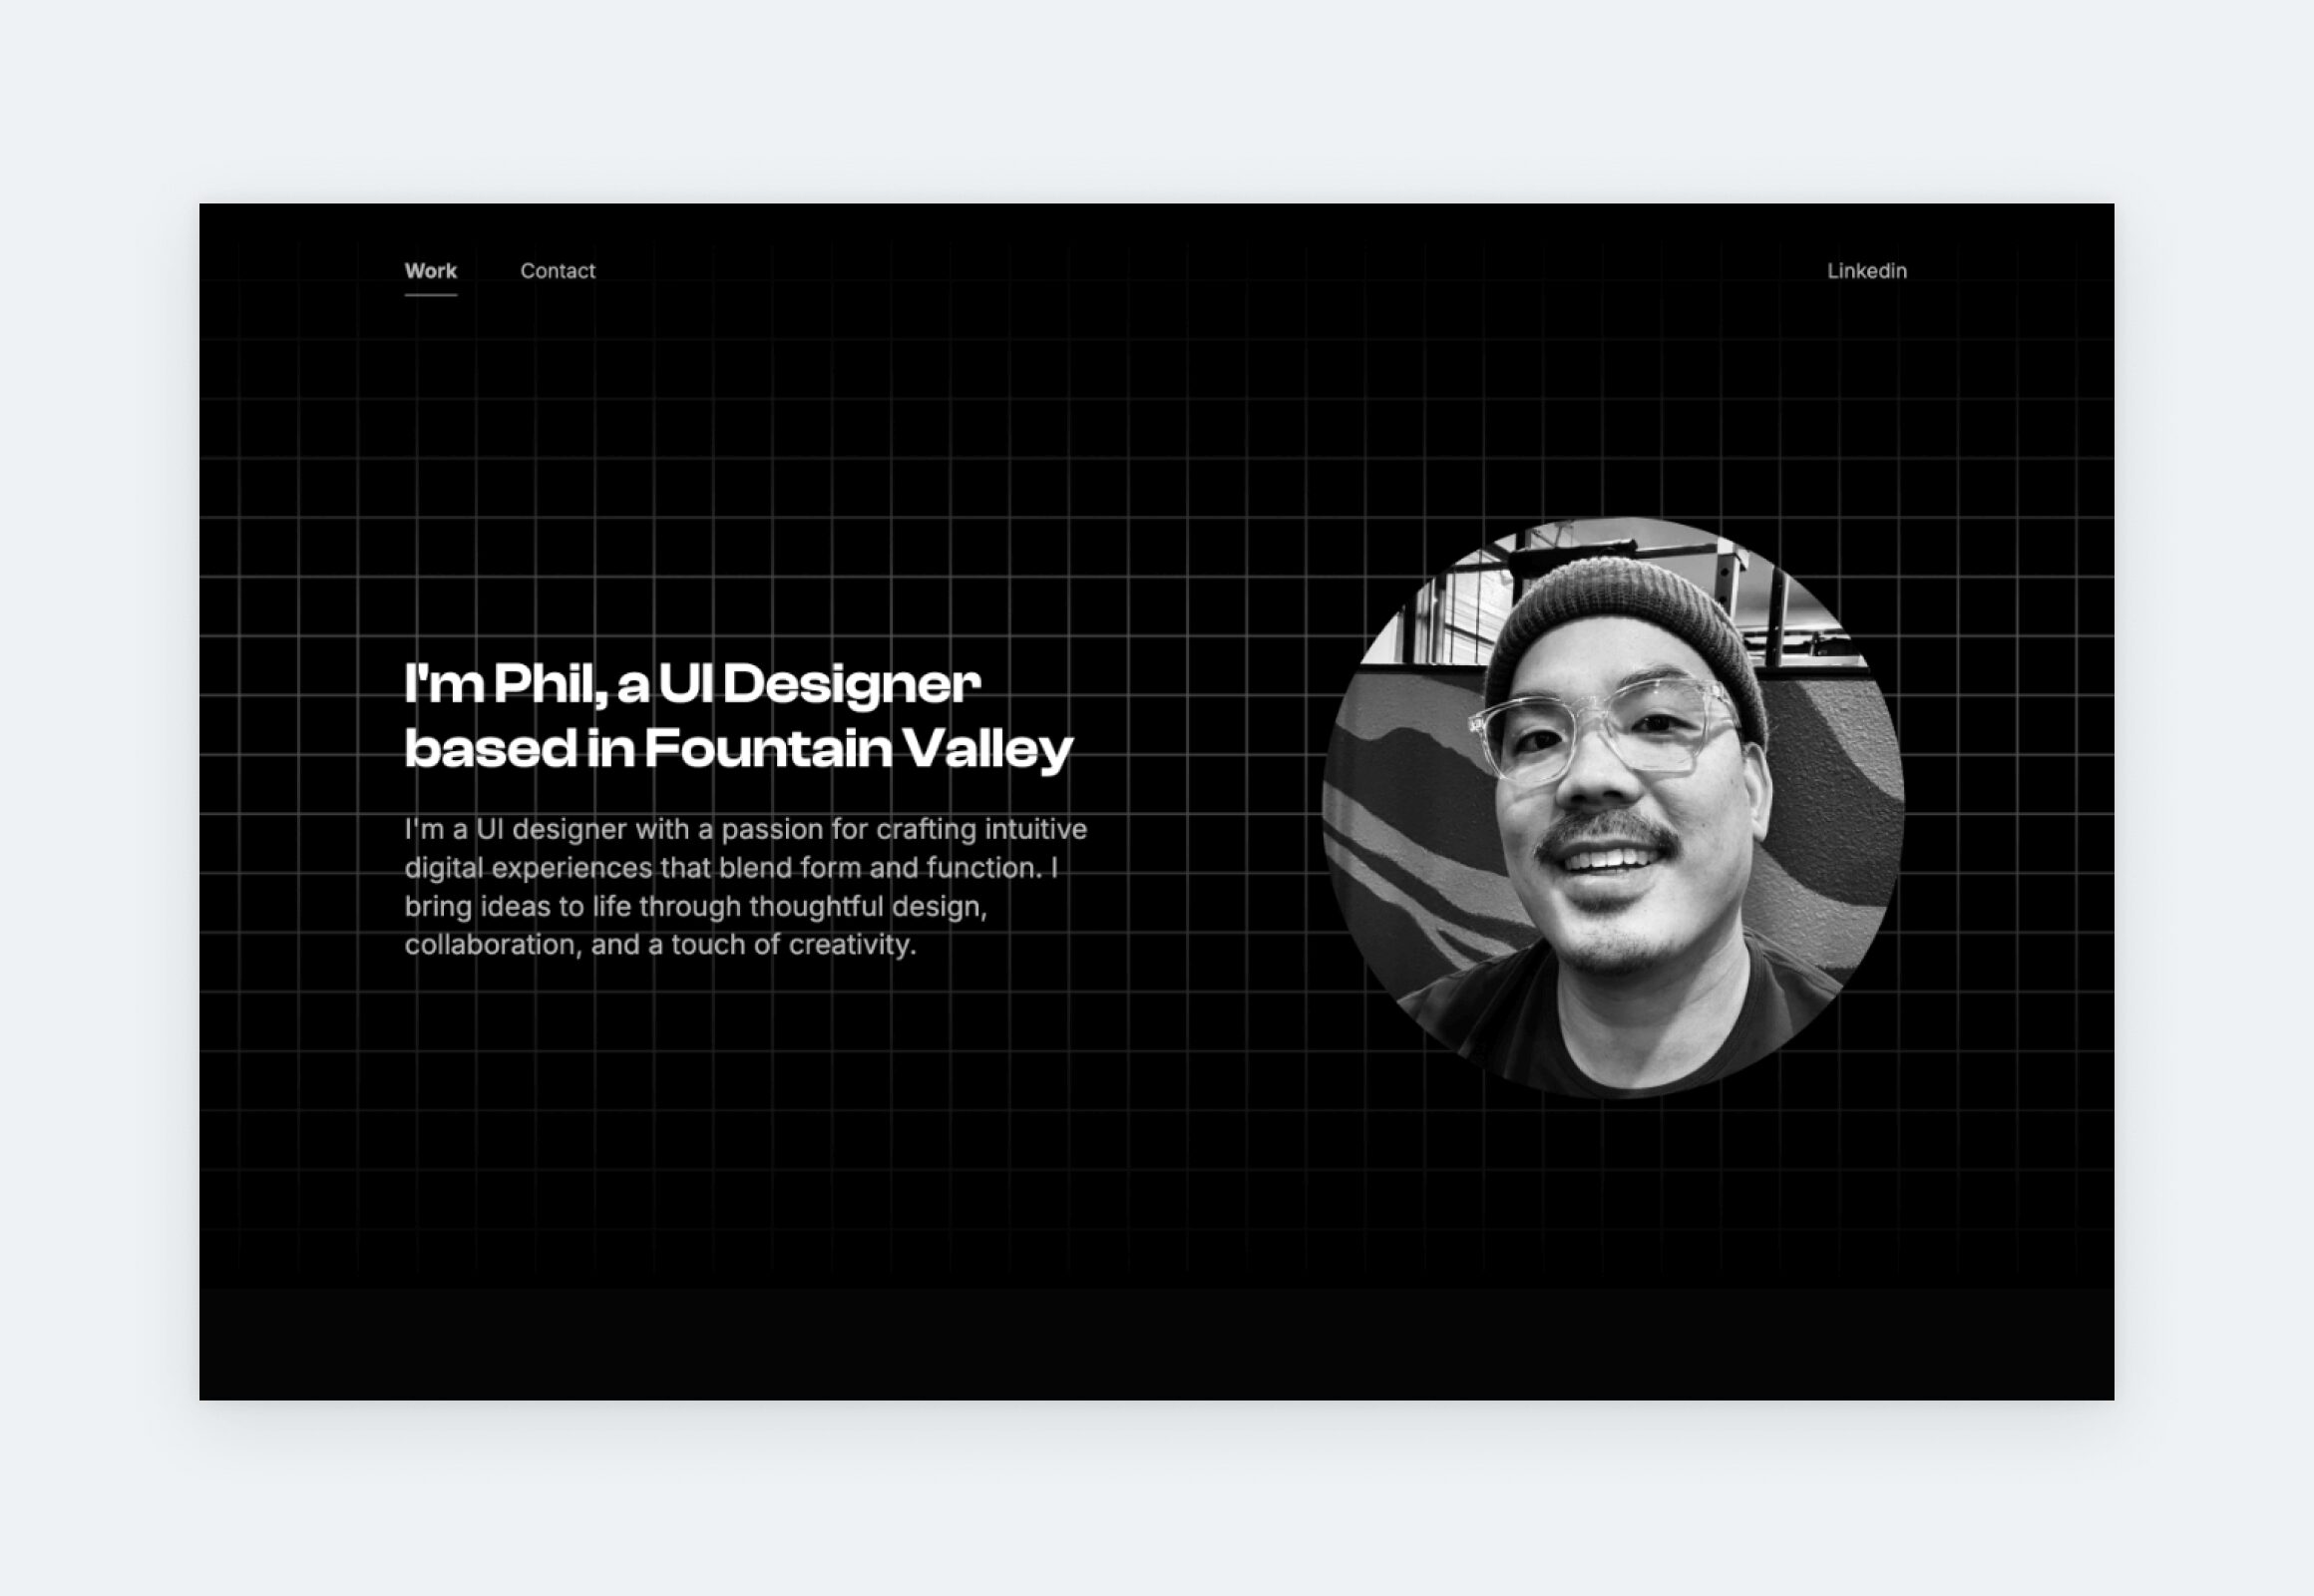 Work
Contact
Linkedin
I'm Phil, a UI Designer
based in Fountain Valley
I'm a UI designer with a passion for crafting intuitive
digital experiences that blend form and function. I
bring ideas to life through thoughtful design,
collaboration, and a touch of creativity.